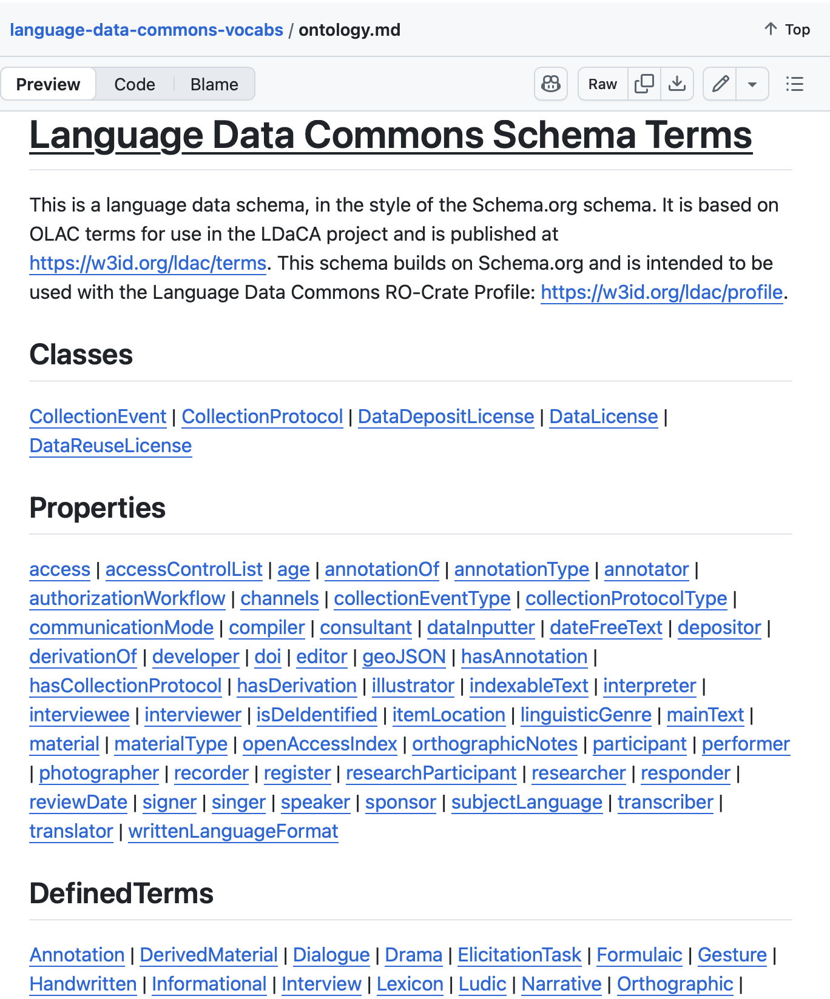 language-data-commons-vocabs / ontology.md
Top
Preview Code Blame
Raw
Language Data Commons Schema Terms
This is a language data schema, in the style of the Schema.org schema. It is based on
OLAC terms for use in the LDaCA project and is published at
https://w3id.org/ldac/terms. This schema builds on Schema.org and is intended to be
used with the Language Data Commons RO-Crate Profile: https://w3id.org/ldac/profile.
Classes
CollectionEvent | CollectionProtocol | DataDepositLicense | DataLicense |
DataReuseLicense
Properties
access | accessControlList | age | annotationOf | annotationType | annotator |
authorizationWorkflow | channels | collectionEventType | collectionProtocolType |
communicationMode | compiler | consultant | dataInputter | dateFreeText | depositor |
derivationOf | developer | doi | editor | geoJSON | hasAnnotation |
hasCollectionProtocol | hasDerivation | illustrator | indexableText | interpreter |
interviewee | interviewer | isDeIdentified | itemLocation | linguisticGenre | mainText |
material | materialType | openAccessIndex | orthographicNotes | participant | performer
| photographer | recorder | register | researchParticipant | researcher | responder |
reviewDate | signer | singer | speaker | sponsor | subjectLanguage | transcriber |
translator | writtenLanguageFormat
DefinedTerms
Annotation | DerivedMaterial | Dialogue | Drama | ElicitationTask | Formulaic | Gesture |
Handwritten | Informational | Interview | Lexicon | Ludic | Narrative | Orthographic |